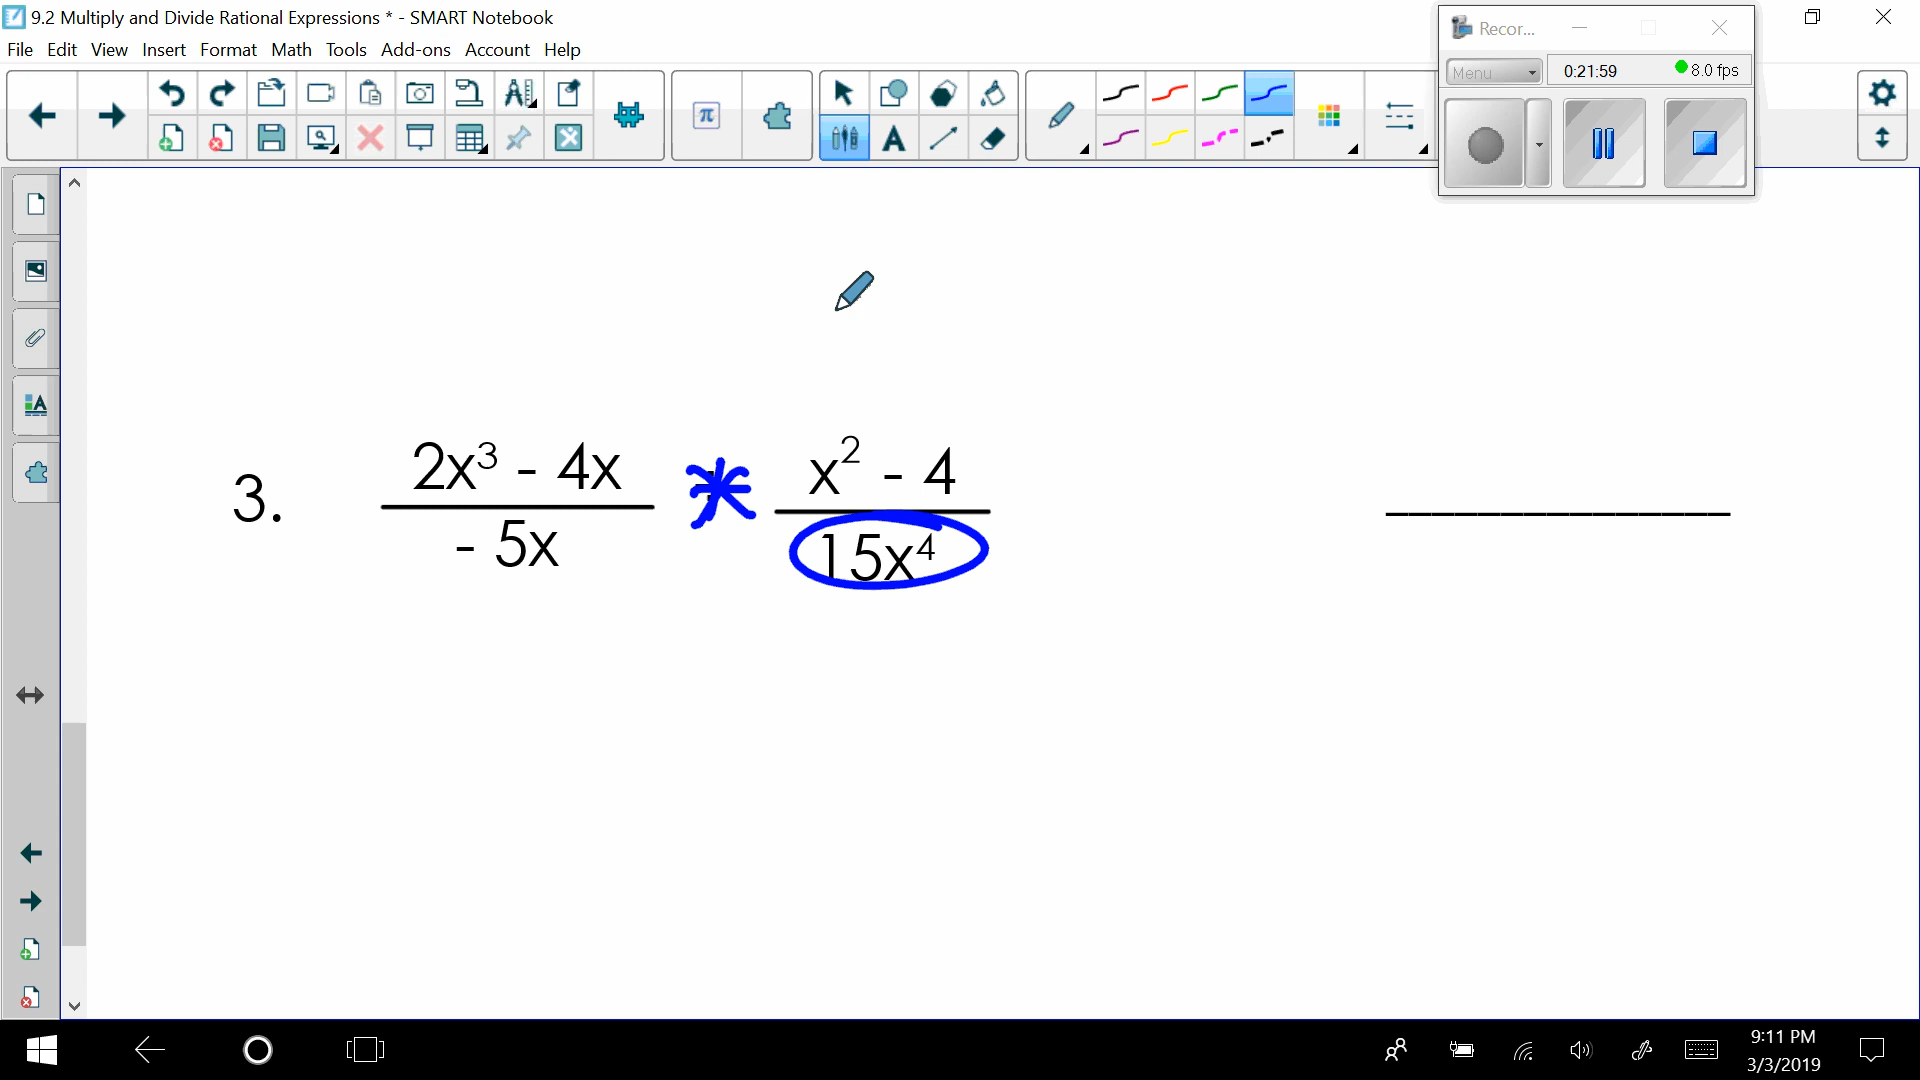 9.2 Multiply and Divide Rational Expressions * - SMART Notebook
File Edit View Insert Format Math Tools Add-ons Account Help
Recor...
Menu 0:21:59 8.0 fps
π
A
A
3. 2x³ - 4x * x² - 4
- 5x 15x⁴
9:11 PM
3/3/2019